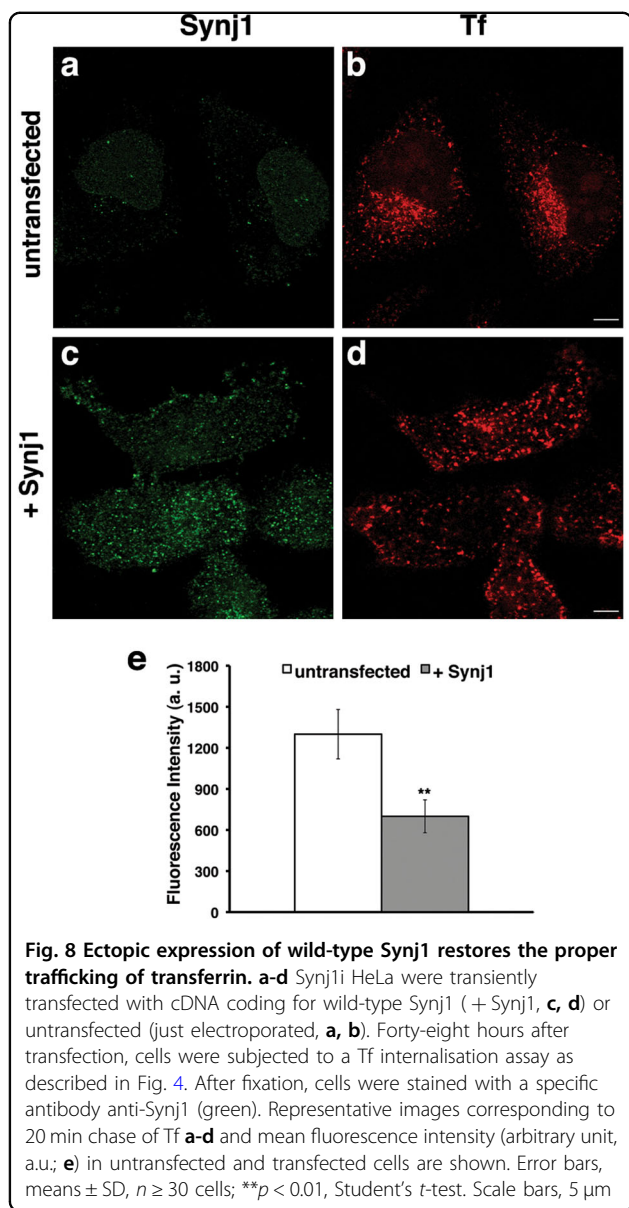 Synj1 Tf
a b
untransfected
c d
+ Synj1
e
1800
1500
1200
900
600
300
0
Fluorescence Intensity (a. u.)
untransfected + Synj1
**
Fig. 8 Ectopic expression of wild-type Synj1 restores the proper
trafficking of transferrin. a-d Synj1i HeLa were transiently
transfected with cDNA coding for wild-type Synj1 ( + Synj1, c, d) or
untransfected (just electroporated, a, b). Forty-eight hours after
transfection, cells were subjected to a Tf internalisation assay as
described in Fig. 4. After fixation, cells were stained with a specific
antibody anti-Synj1 (green). Representative images corresponding to
20 min chase of Tf a-d and mean fluorescence intensity (arbitrary unit,
a.u.; e) in untransfected and transfected cells are shown. Error bars,
means ± SD, n ≥ 30 cells; **p < 0.01, Student's t-test. Scale bars, 5 µm